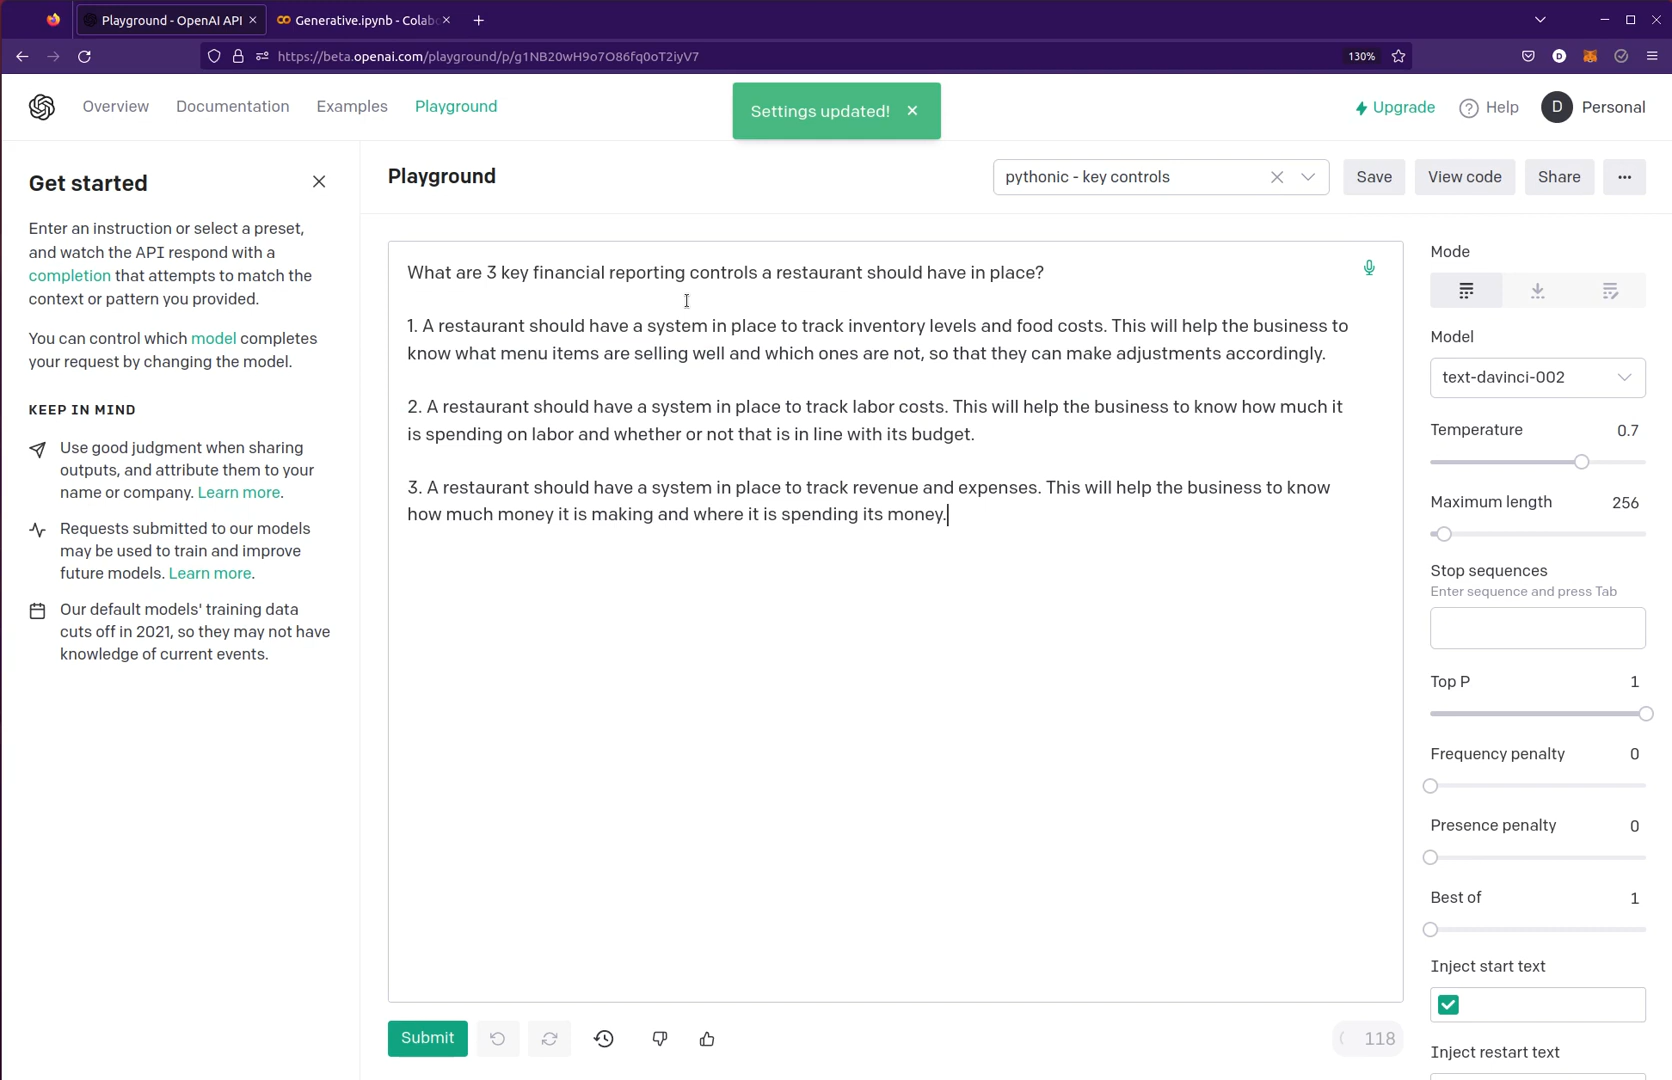 Playground - OpenAI API
Generative.ipynb - Colab
https://beta.openai.com/playground/p/g1NB20wH9o7O86fq0oT2iyV7
130%
Overview
Documentation
Examples
Playground
Settings updated!
Upgrade
Help
D
Personal
Get started
Enter an instruction or select a preset,
and watch the API respond with a
completion that attempts to match the
context or pattern you provided.
You can control which model completes
your request by changing the model.
KEEP IN MIND
Use good judgment when sharing
outputs, and attribute them to your
name or company. Learn more.
Requests submitted to our models
may be used to train and improve
future models. Learn more.
Our default models' training data
cuts off in 2021, so they may not have
knowledge of current events.
Playground
pythonic - key controls
Save
View code
Share
...
What are 3 key financial reporting controls a restaurant should have in place?
1. A restaurant should have a system in place to track inventory levels and food costs. This will help the business to
know what menu items are selling well and which ones are not, so that they can make adjustments accordingly.
2. A restaurant should have a system in place to track labor costs. This will help the business to know how much it
is spending on labor and whether or not that is in line with its budget.
3. A restaurant should have a system in place to track revenue and expenses. This will help the business to know
how much money it is making and where it is spending its money.
Submit
118
Mode
Model
text-davinci-002
Temperature 0.7
Maximum length 256
Stop sequences
Enter sequence and press Tab
Top P 1
Frequency penalty 0
Presence penalty 0
Best of 1
Inject start text
Inject restart text